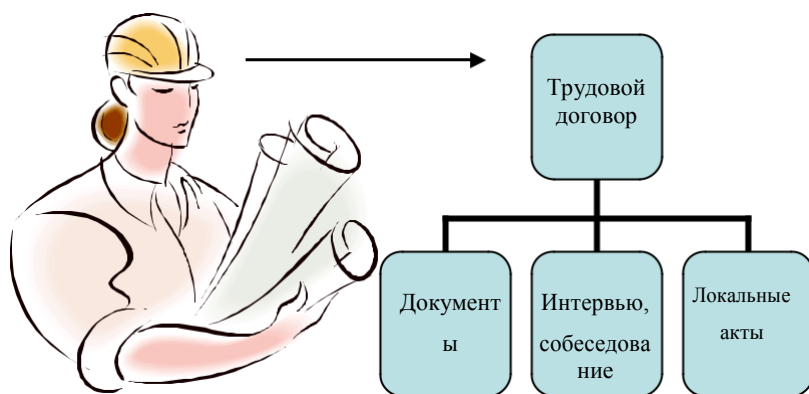 Трудовой
договор
Документ
ы
Интервью,
собеседова
ние
Локальные
акты